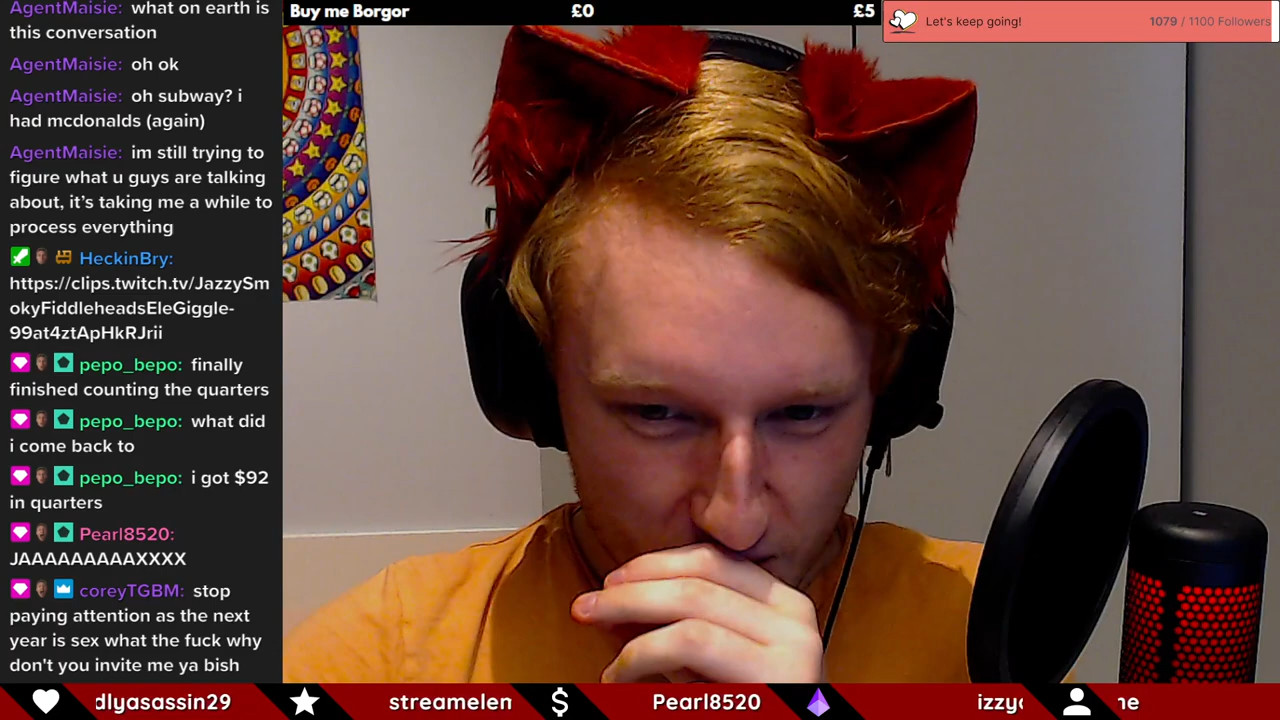 AgentMaisie: what on earth is
this conversation
AgentMaisie: oh ok
AgentMaisie: oh subway? i
had mcdonalds (again)
AgentMaisie: im still trying to
figure what u guys are talking
about, it’s taking me a while to
process everything
HeckinBry:
https://clips.twitch.tv/JazzySm
okyFiddleheadsEleGiggle-
99at4ztApHkRJrii
pepo_bepo: finally
finished counting the quarters
pepo_bepo: what did
i come back to
pepo_bepo: i got $92
in quarters
Pearl8520:
JAAAAAAAAAXXXX
coreyTGBM: stop
paying attention as the next
year is sex what the fuck why
don't you invite me ya bish
Buy me Borgor £0 £5
Let's keep going! 1079 / 1100 Followers
dlyasassin29 streamelen Pearl8520 izzy ne